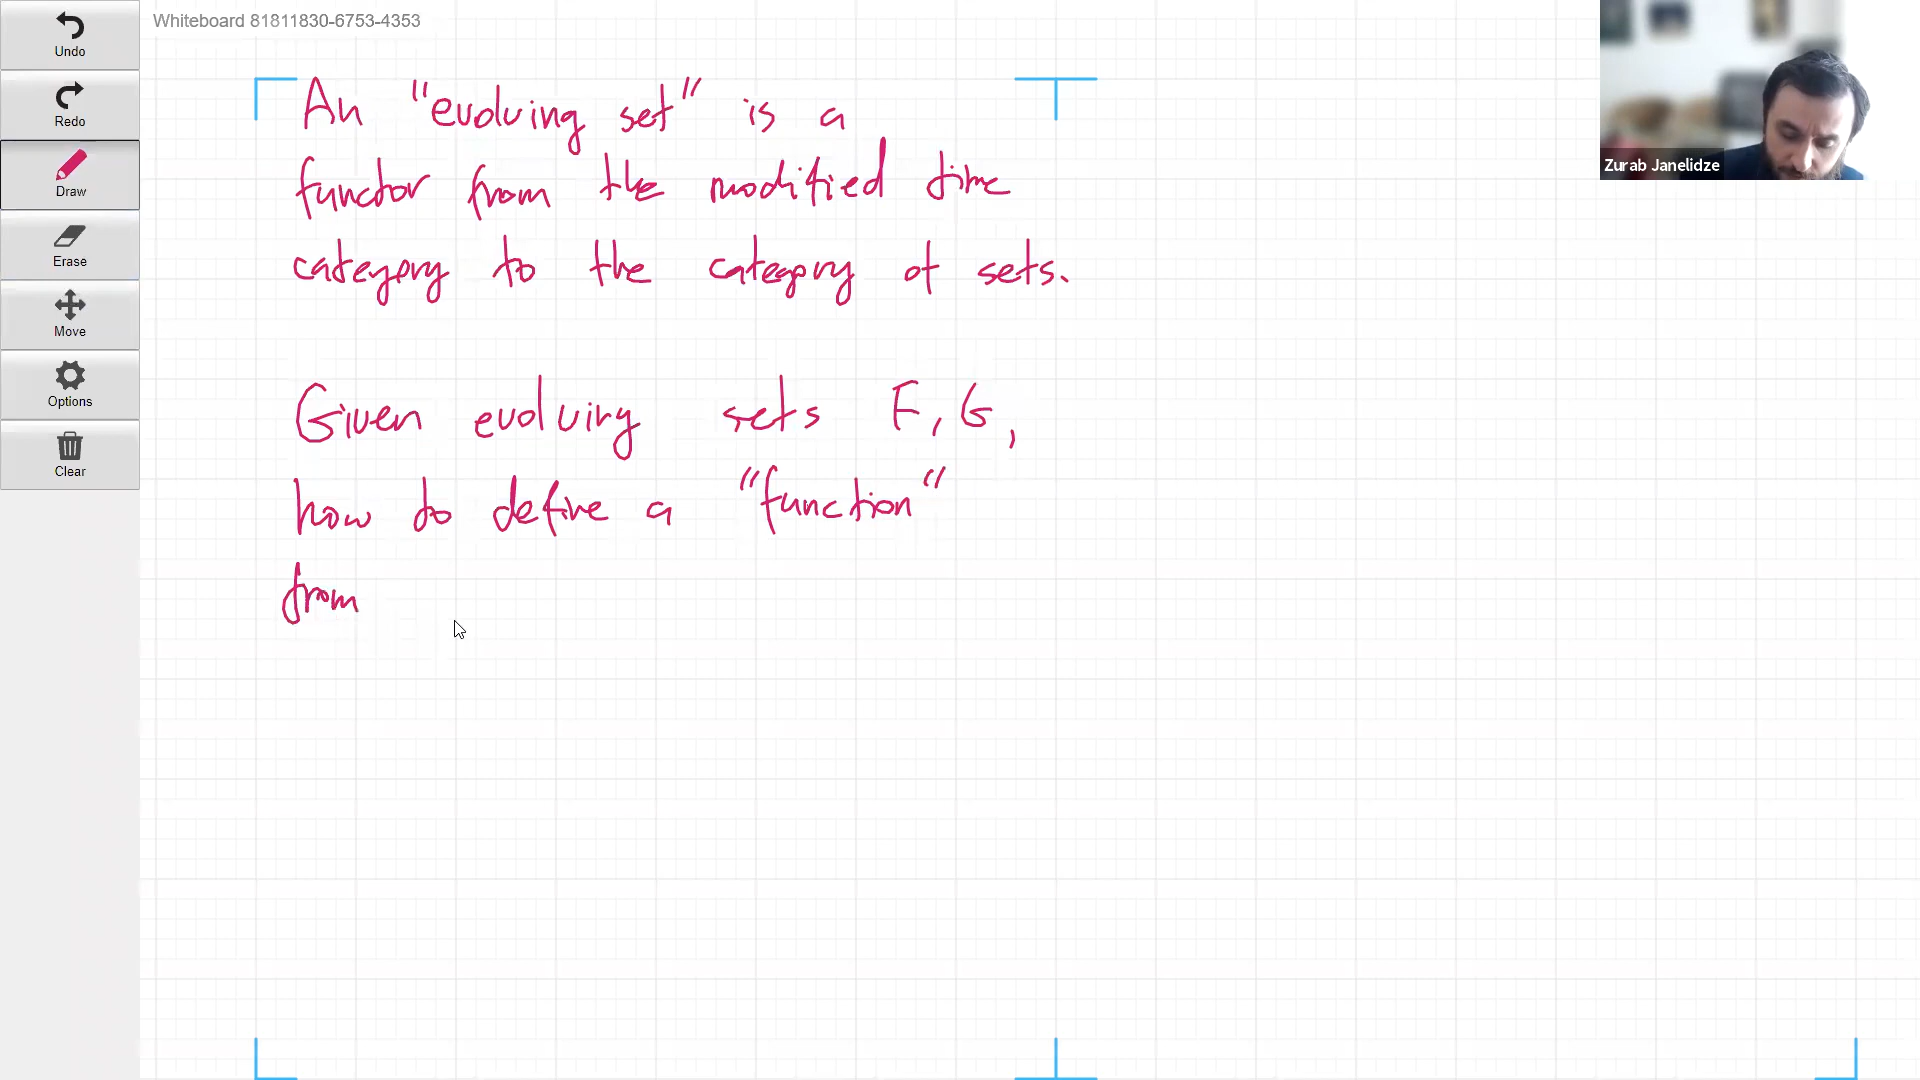 Whiteboard 81811830-6753-4353
Undo
Redo
Draw
Erase
Move
Options
Clear
Zurab Janelidze
An "evolving set" is a
functor from the modified time
category to the category of sets.
Given evolving sets F, G,
how to define a "function"
from